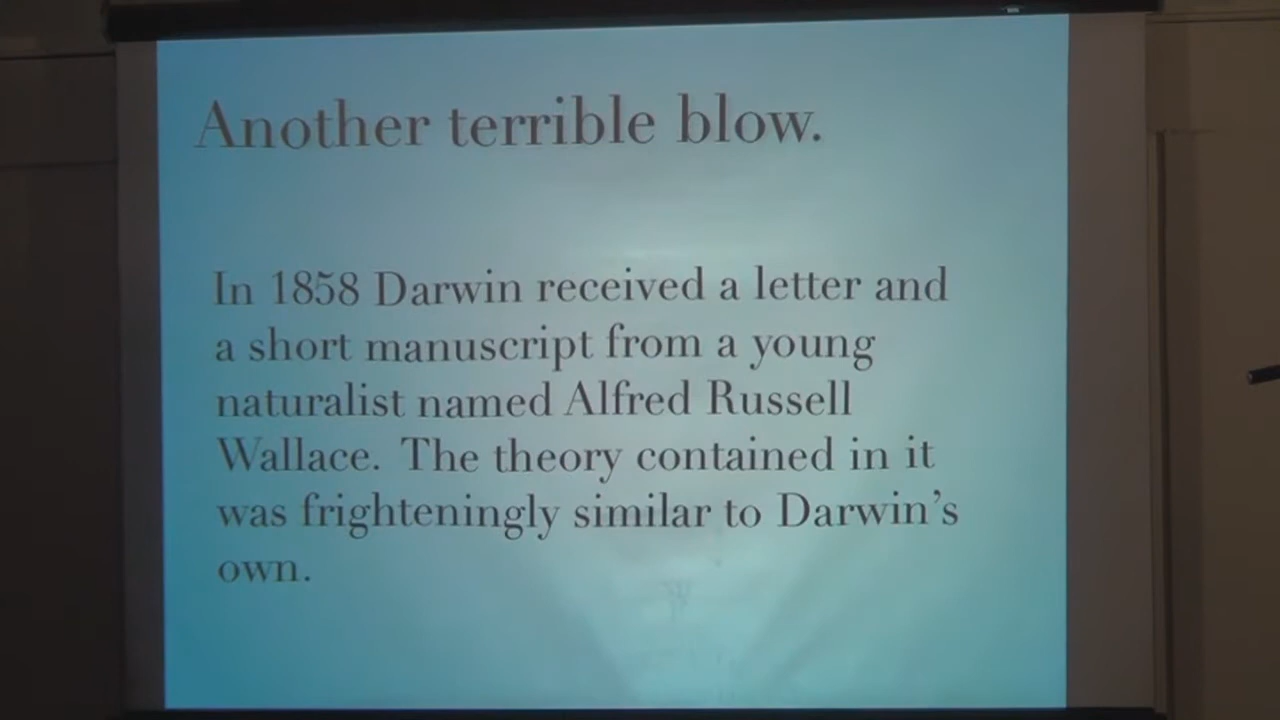 Another terrible blow.
In 1858 Darwin received a letter and
a short manuscript from a young
naturalist named Alfred Russell
Wallace. The theory contained in it
was frighteningly similar to Darwin's
own.